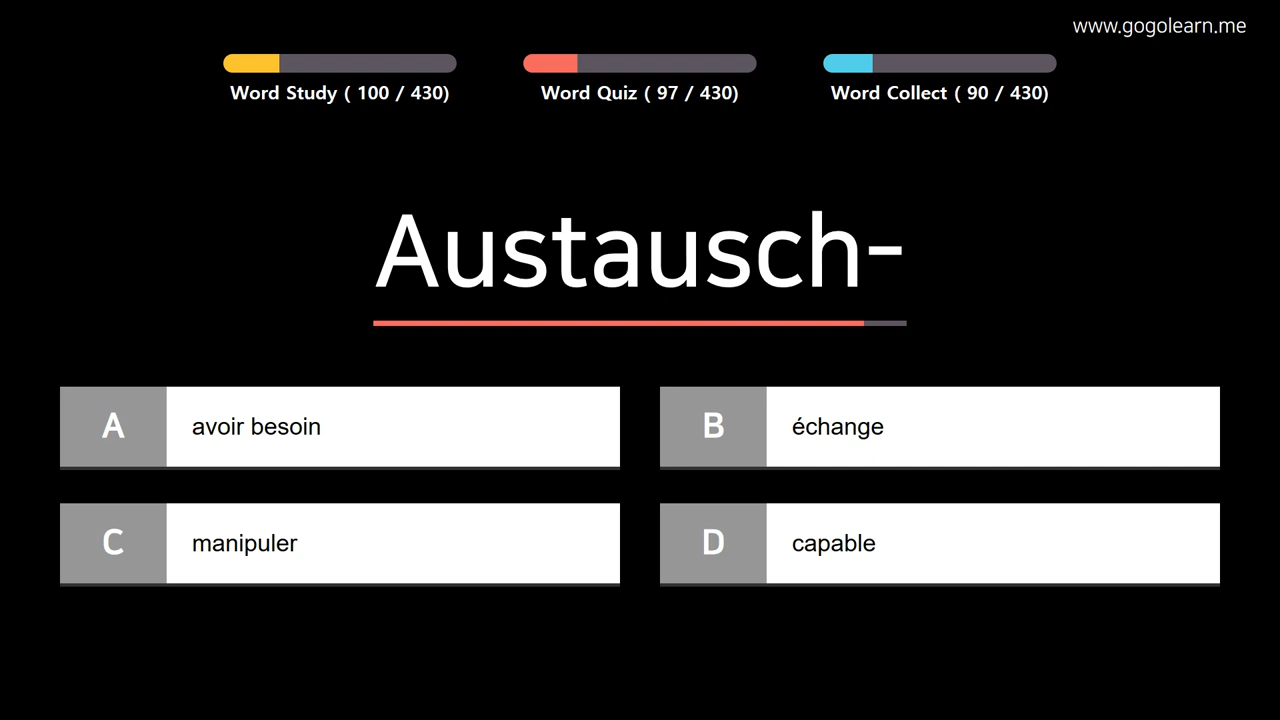 www.gogolearn.me
Word Study ( 100 / 430)
Word Quiz ( 97 / 430)
Word Collect ( 90 / 430)
Austausch-
A avoir besoin
B échange
C manipuler
D capable